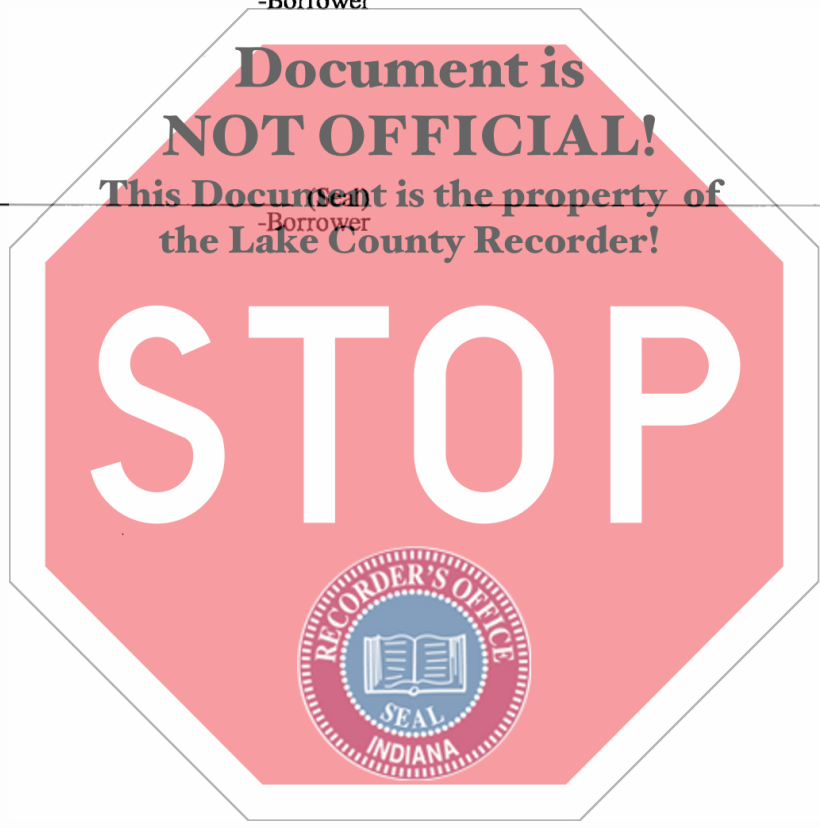 -Borrower
Document is
NOT OFFICIAL!
This Document is the property of
(Seal)
-Borrower
the Lake County Recorder!
STOP
RECORDER'S OFFICE
SEAL
INDIANA